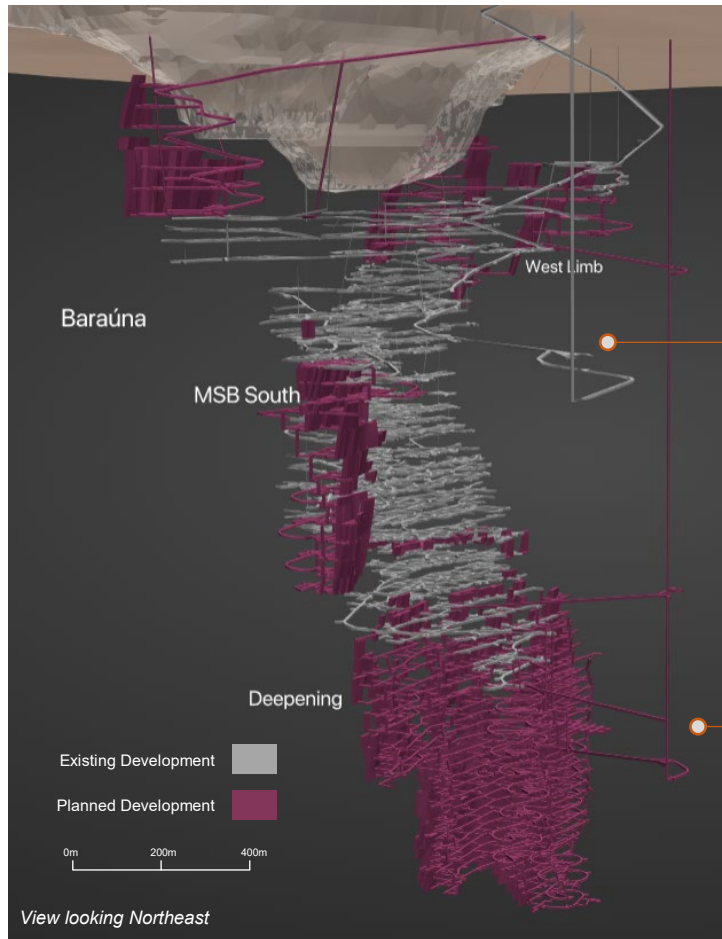 West Limb
Baraúna
MSB South
Deepening
Existing Development
Planned Development
0m 200m 400m
View looking Northeast